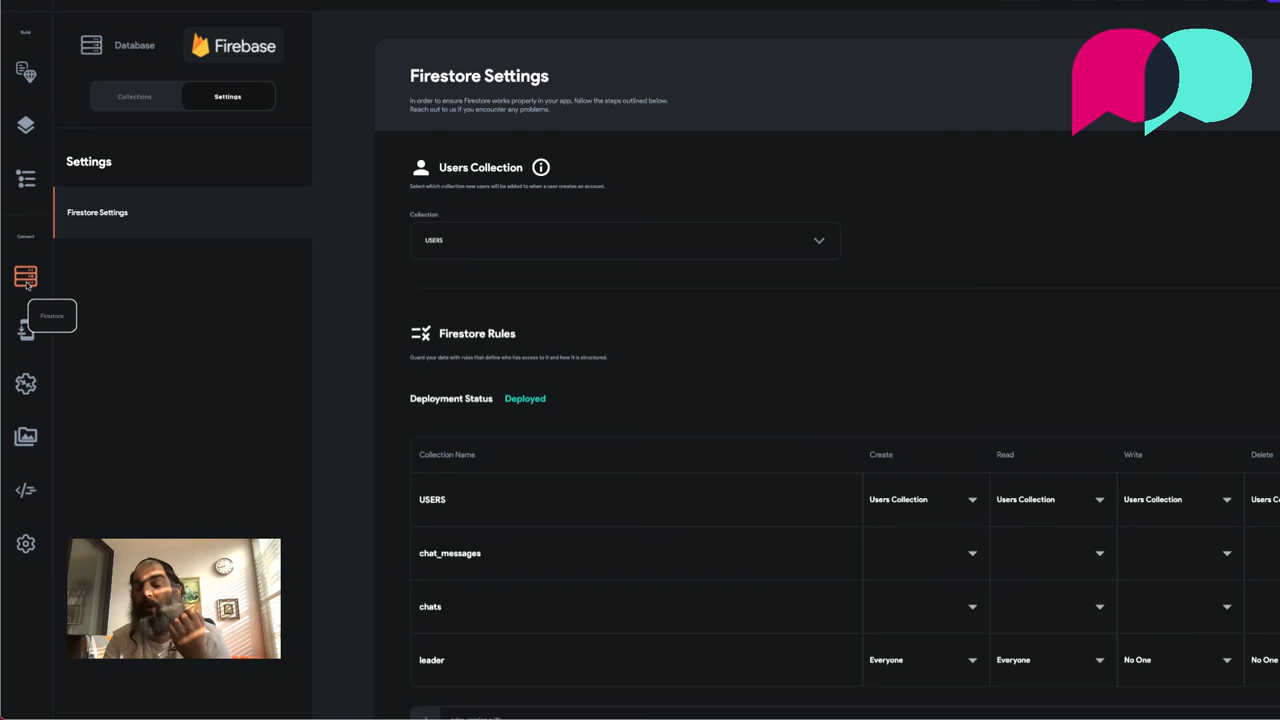 Build
Database
Firebase
Collections
Settings
Settings
Firestore Settings
Connect
Firestore
Firestore Settings
In order to ensure Firestore works properly in your app, follow the steps outlined below.
Reach out to us if you encounter any problems.
Users Collection
Select which collection new users will be added to when a user creates an account.
Collection
USERS
Firestore Rules
Guard your data with rules that define who has access to it and how it is structured.
Deployment Status Deployed
Collection Name Create Read Write Delete
USERS Users Collection Users Collection Users Collection Users C
chat_messages
chats
leader Everyone Everyone No One No One